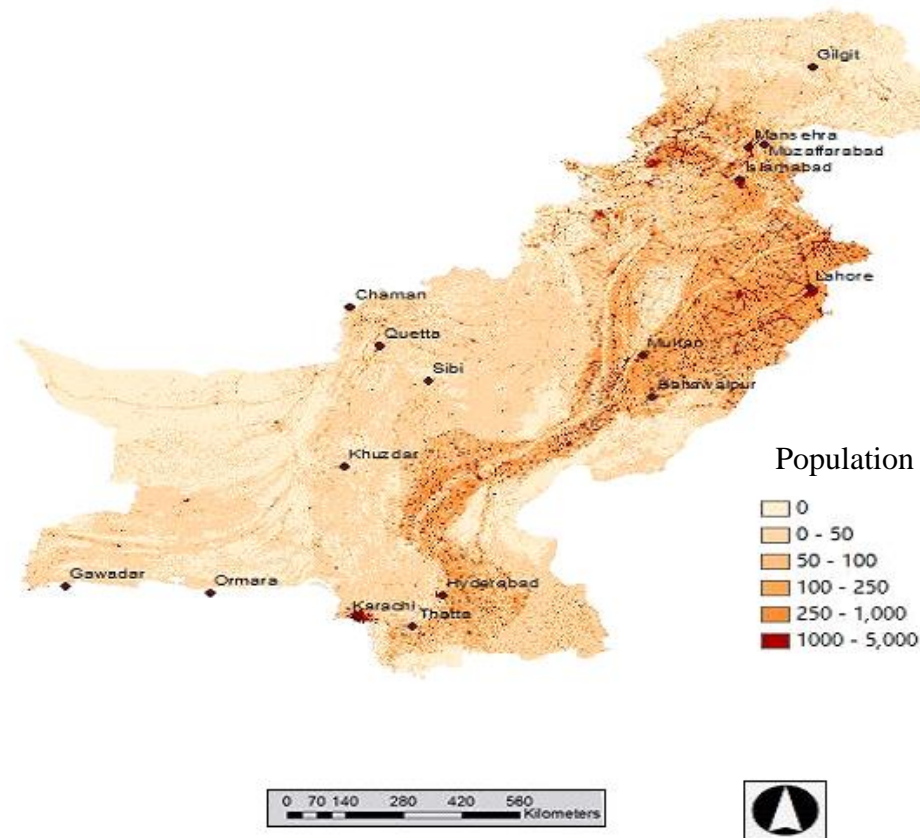 Gilgit
Mansehra
Muzaffarabad
Islamabad
Lahore
Chaman
Quetta
Multan
Sibi
Bahawalpur
Khuzdar
Population
0
0 - 50
50 - 100
100 - 250
250 - 1,000
1000 - 5,000
Gawadar
Ormara
Hyderabad
Karachi
Thatta
0 70 140 280 420 560
Kilometers